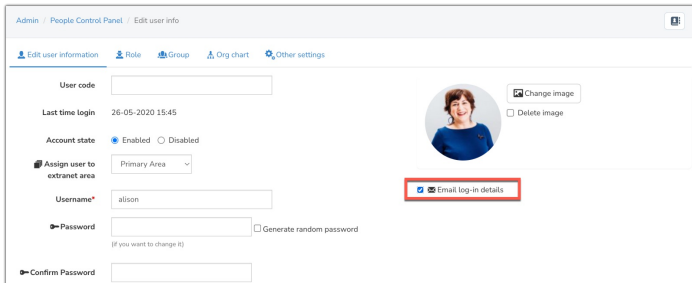 Admin / People Control Panel / Edit user info
Edit user information Role Group Org chart Other settings
User code
Change image
Last time login 26-05-2020 15:45
Delete image
Account state Enabled Disabled
Assign user to extranet area Primary Area
Email log-in details
Username* alison
Password Generate random password
(if you want to change it)
Confirm Password